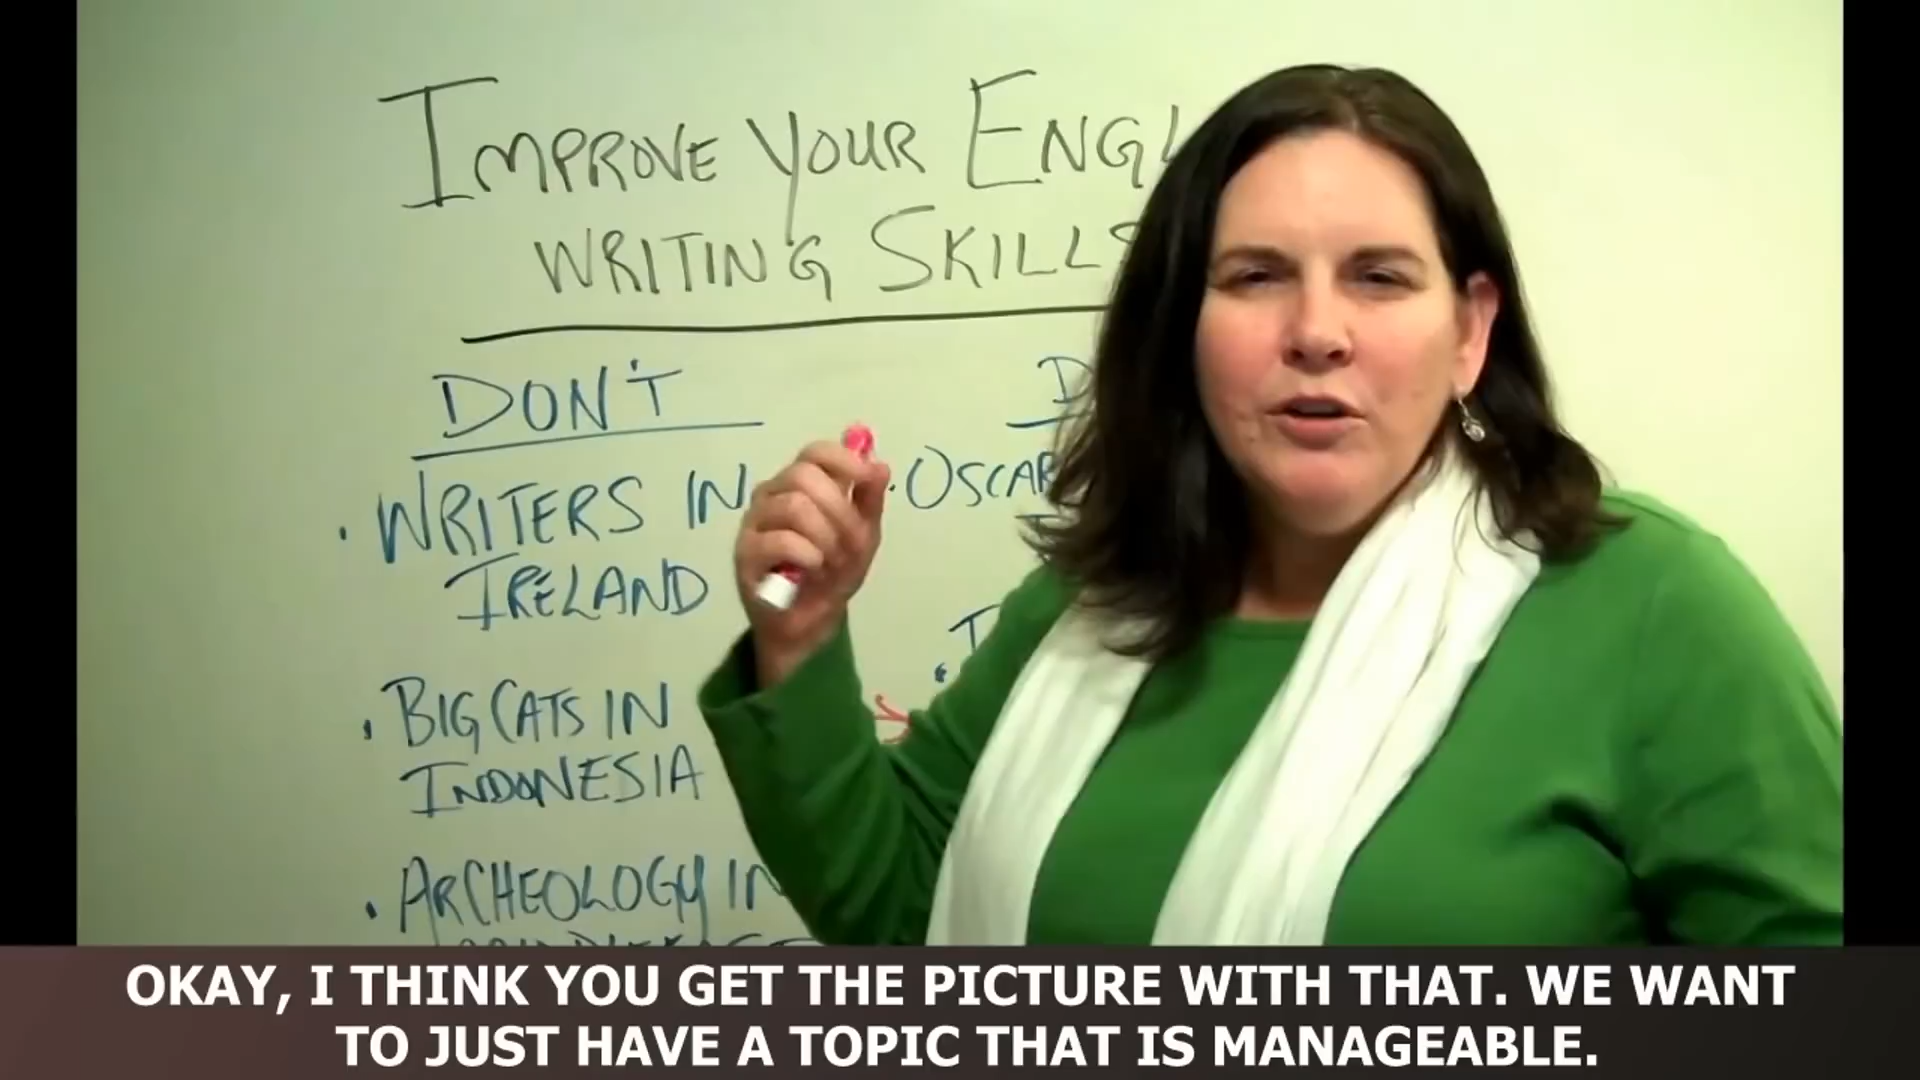 IMPROVE YOUR ENGL
WRITING SKILLS
DON'T
D
. WRITERS IN
IRELAND
. OSCAR
. BIG CATS IN
INDONESIA
. ARCHEOLOGY IN
OKAY, I THINK YOU GET THE PICTURE WITH THAT. WE WANT
TO JUST HAVE A TOPIC THAT IS MANAGEABLE.